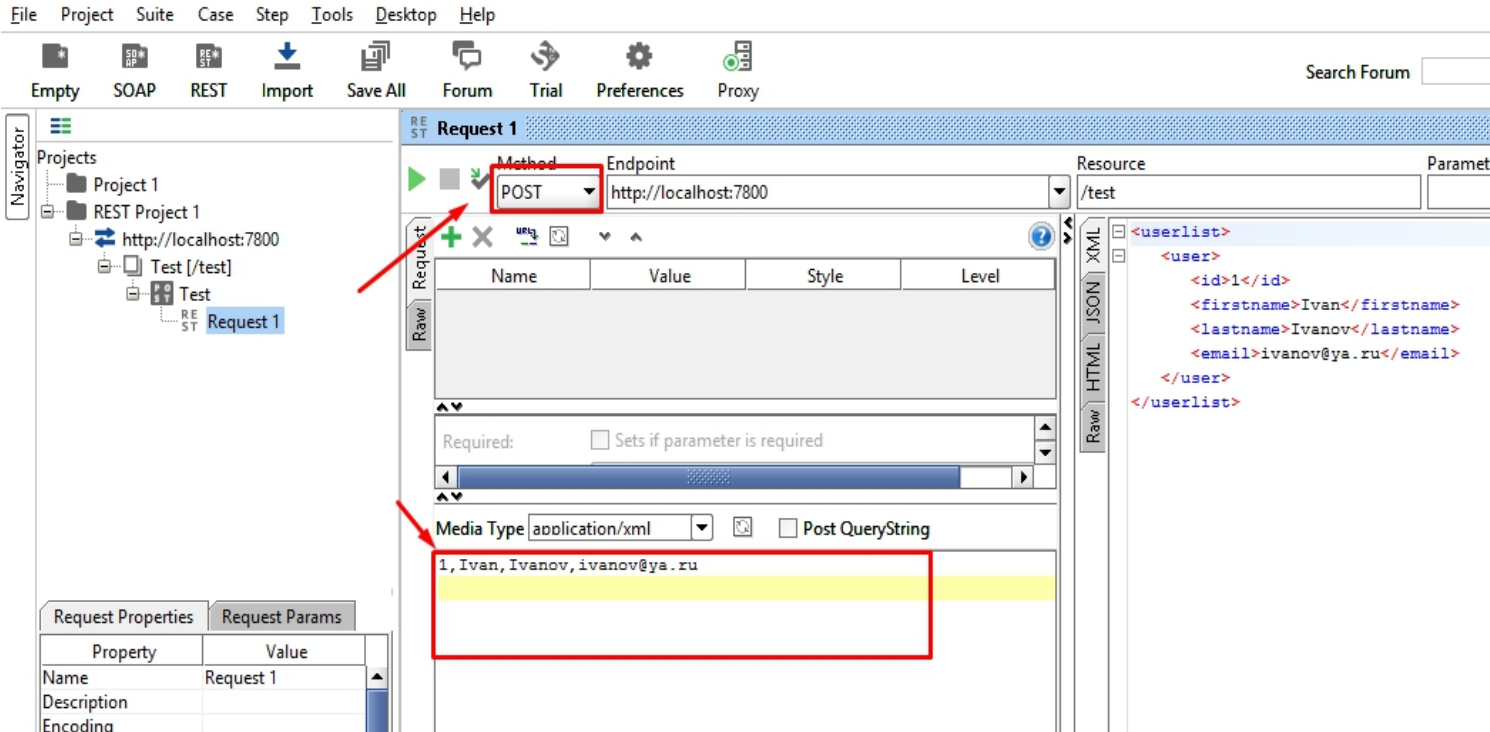 File Project Suite Case Step Tools Desktop Help
Empty SOAP REST Import Save All Forum Trial Preferences Proxy
Search Forum
Navigator
Projects
Project 1
REST Project 1
http://localhost:7800
Test [/test]
Test
REST Request 1
Request Properties Request Params
Property Value
Name Request 1
Description
Encoding
REST Request 1
Method Endpoint Resource
POST http://localhost:7800 /test
Request
Raw
Name Value Style Level
Required: Sets if parameter is required
Media Type application/xml Post QueryString
1,Ivan,Ivanov,ivanov@ya.ru
XML
JSON
HTML
Raw
<userlist>
<user>
<id>1</id>
<firstname>Ivan</firstname>
<lastname>Ivanov</lastname>
<email>ivanov@ya.ru</email>
</user>
</userlist>